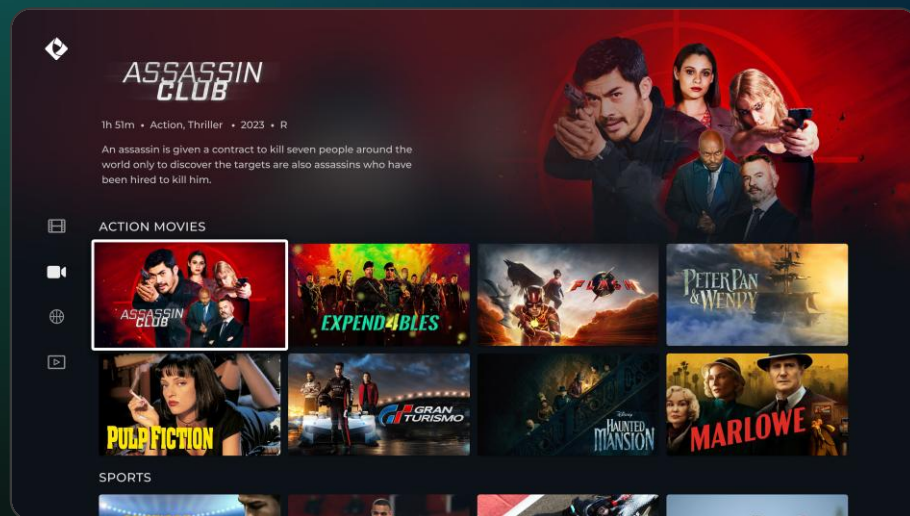 ASSASSIN
CLUB
1h 51m • Action, Thriller • 2023 • R
An assassin is given a contract to kill seven people around the
world only to discover the targets are also assassins who have
been hired to kill him.
ACTION MOVIES
ASSASSIN
CLUB
EXPEND4BLES
FLASH
PETER PAN
& WENDY
PULP FICTION
GRAN
TURISMO
Disney
HAUNTED
MANSION
MARLOWE
SPORTS